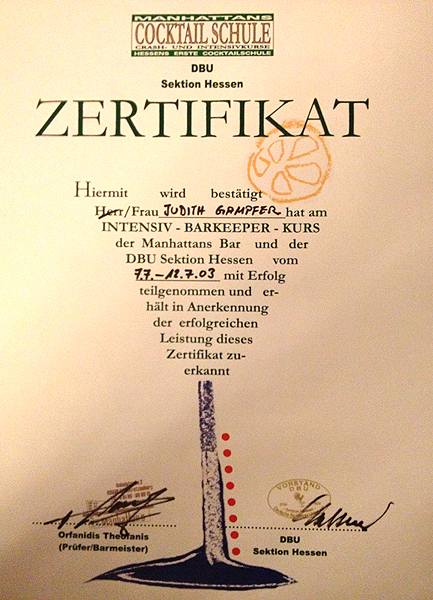 MANHATTANS
COCKTAIL SCHULE
CRASH- UND INTENSIVKURSE
HESSENS ERSTE COCKTAILSCHULE
DBU
Sektion Hessen
ZERTIFIKAT
Hiermit wird bestätigt
Herr/Frau JUDITH GAMPFER hat am
INTENSIV - BARKEEPER - KURS
der Manhattans Bar und der
DBU Sektion Hessen vom
7.7.-12.7.03 mit Erfolg
teilgenommen und er-
hält in Anerkennung
der erfolgreichen
Leistung dieses
Zertifikat zu-
erkannt
VORSTAND
DBU
Orfanidis Theofanis
(Prüfer/Barmeister)
DBU
Sektion Hessen